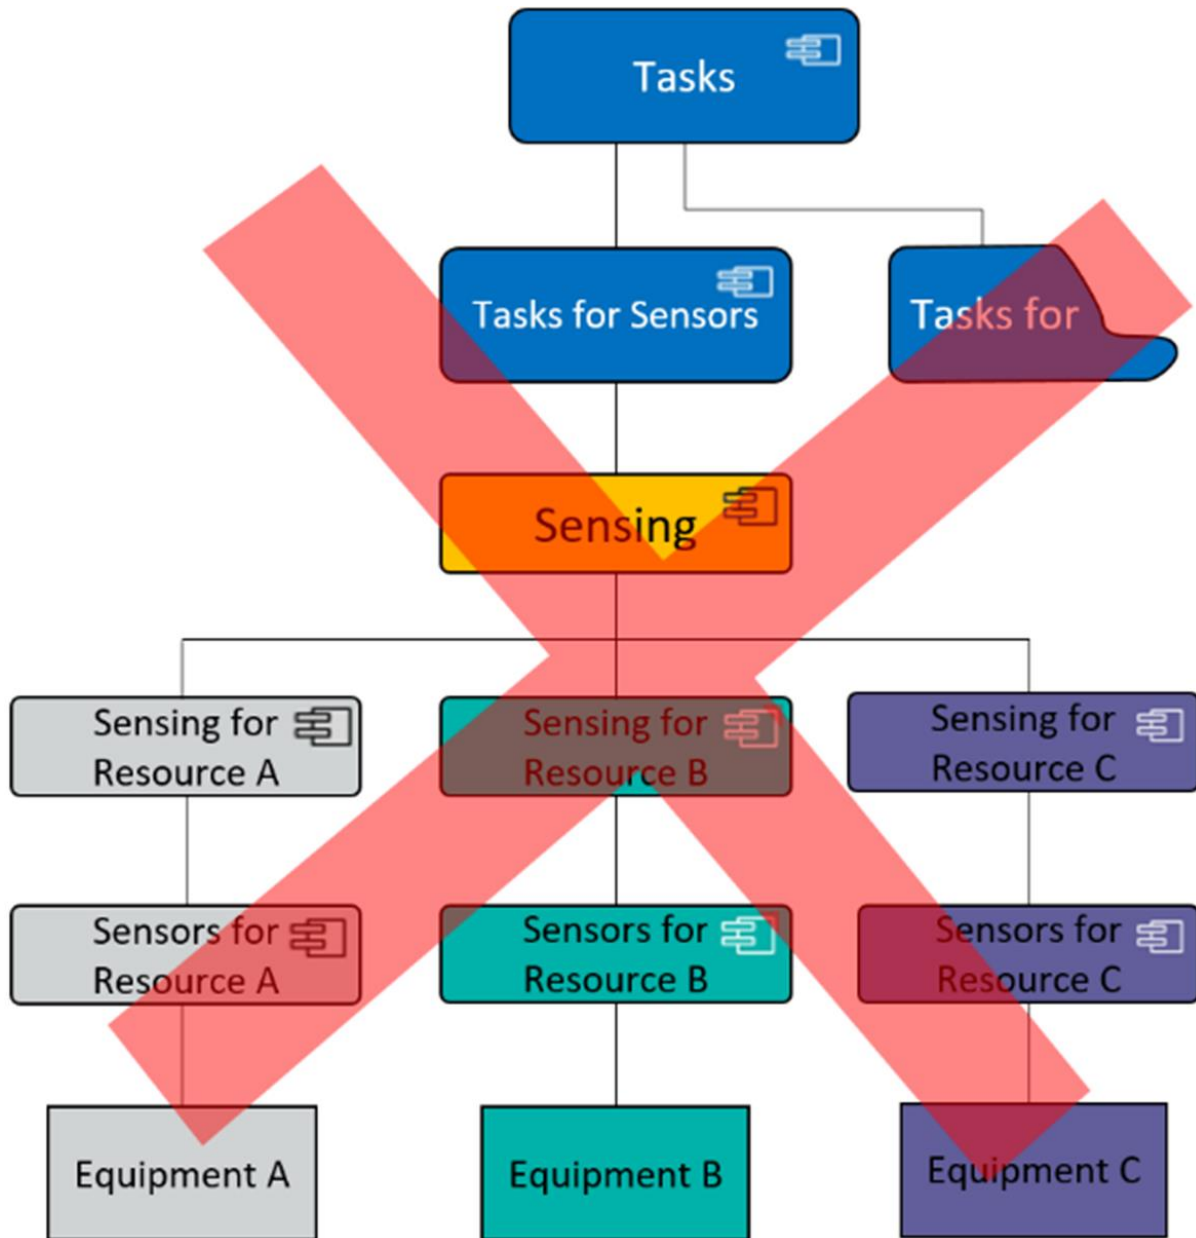 Tasks
Tasks for Sensors
Tasks for
Sensing
Sensing for
Resource A
Sensing for
Resource B
Sensing for
Resource C
Sensors for
Resource A
Sensors for
Resource B
Sensors for
Resource C
Equipment A
Equipment B
Equipment C